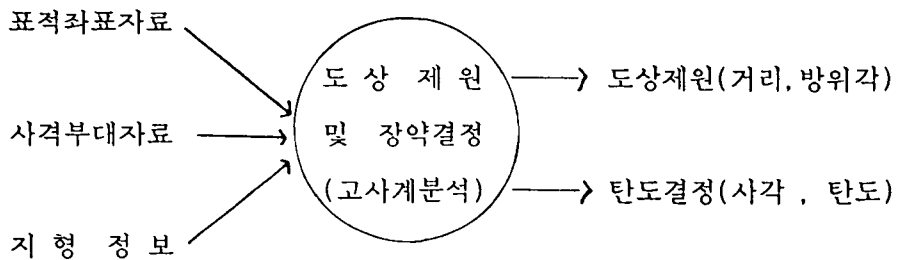 표적좌표자료
사격부대자료
지 형 정 보
도 상 제 원
및 장약결정
(고사계분석)
도상제원(거리, 방위각)
탄도결정(사각 , 탄도)